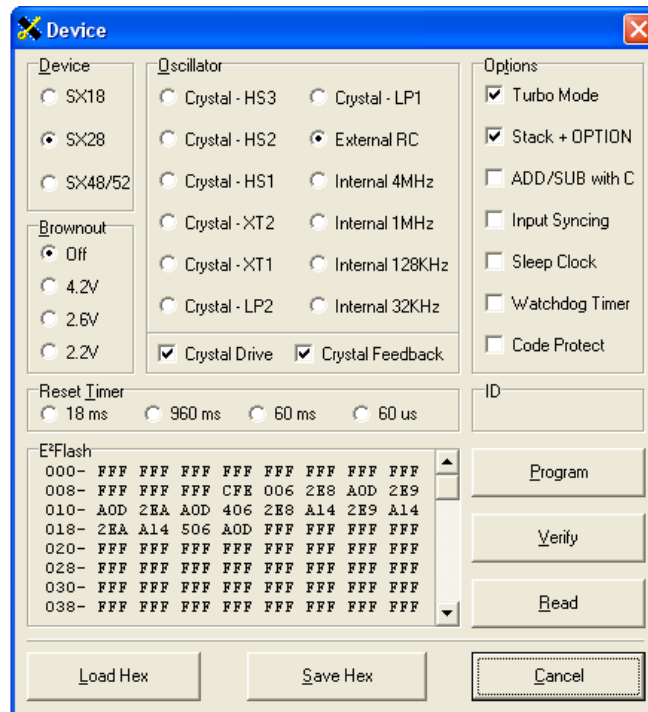 Device
Device
SX18
SX28
SX48/52
Oscillator
Crystal - HS3
Crystal - HS2
Crystal - HS1
Crystal - XT2
Crystal - XT1
Crystal - LP2
Crystal - LP1
External RC
Internal 4MHz
Internal 1MHz
Internal 128KHz
Internal 32KHz
Crystal Drive
Crystal Feedback
Options
Turbo Mode
Stack + OPTION
ADD/SUB with C
Input Syncing
Sleep Clock
Watchdog Timer
Code Protect
Brownout
Off
4.2V
2.6V
2.2V
Reset Timer
18 ms
960 ms
60 ms
60 us
ID
E²Flash
000- FFF FFF FFF FFF FFF FFF FFF FFF
008- FFF FFF FFF CFE 006 2E8 A0D 2E9
010- A0D 2EA A0D 406 2E8 A14 2E9 A14
018- 2EA A14 506 A0D FFF FFF FFF FFF
020- FFF FFF FFF FFF FFF FFF FFF FFF
028- FFF FFF FFF FFF FFF FFF FFF FFF
030- FFF FFF FFF FFF FFF FFF FFF FFF
038- FFF FFF FFF FFF FFF FFF FFF FFF
Program
Verify
Read
Load Hex
Save Hex
Cancel